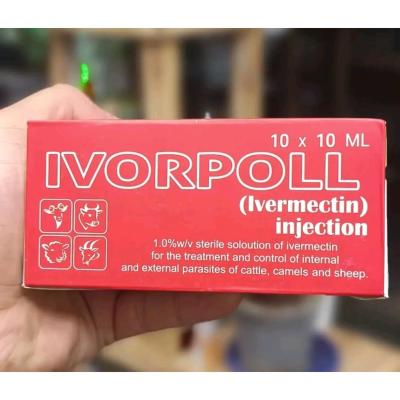 10 x 10 ML
IVORPOLL
(Ivermectin)
injection
1.0%w/v sterile soloution of ivermectin
for the treatment and control of internal
and external parasites of cattle, camels and sheep.